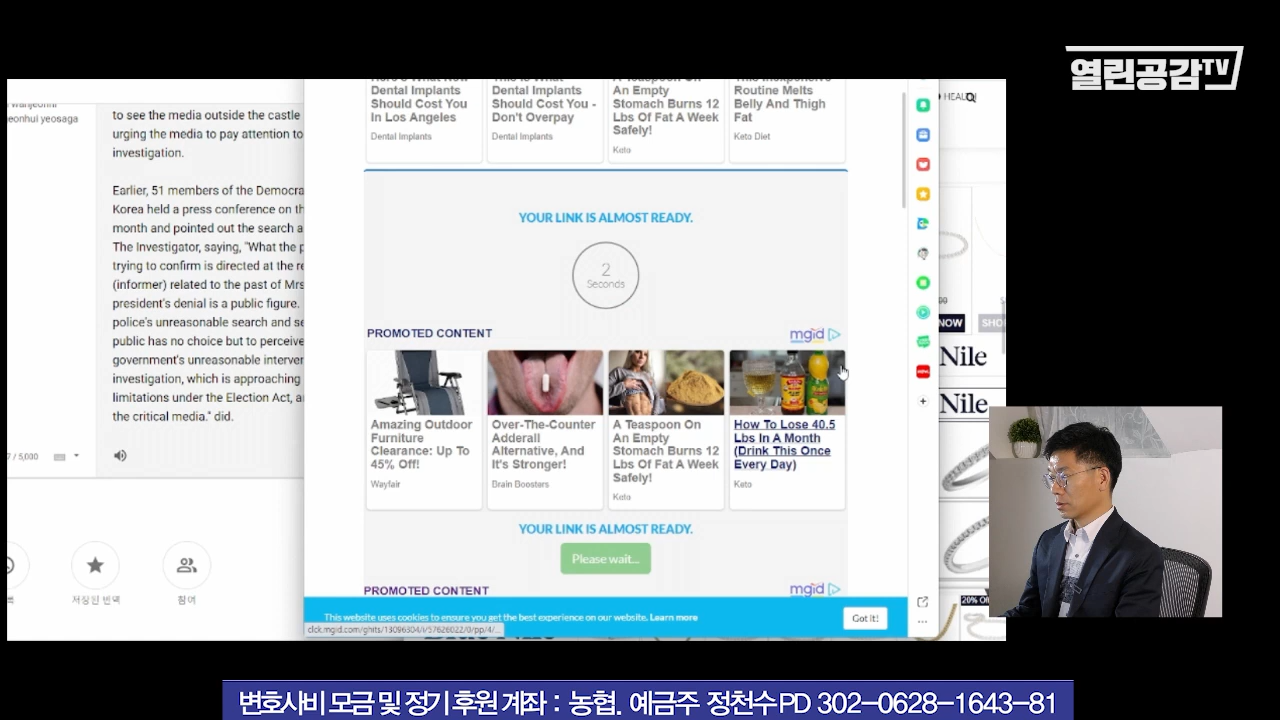 열린공감TV
wanjeonhi
eonhui yeosaga
to see the media outside the castle
urging the media to pay attention to
investigation.
Earlier, 51 members of the Democra
Korea held a press conference on th
month and pointed out the search a
The Investigator, saying, "What the p
trying to confirm is directed at the re
(informer) related to the past of Mrs
president's denial is a public figure.
police's unreasonable search and se
public has no choice but to perceive
government's unreasonable interver
investigation, which is approaching
limitations under the Election Act, a
the critical media." did.
7 / 5,000
저장된 번역
참여
Dental Implants
Should Cost You
In Los Angeles
Dental Implants
Dental Implants
Should Cost You -
Don't Overpay
Dental Implants
An Empty
Stomach Burns 12
Lbs Of Fat A Week
Safely!
Keto
Routine Melts
Belly And Thigh
Fat
Keto Diet
YOUR LINK IS ALMOST READY.
2
Seconds
PROMOTED CONTENT
mgid
Amazing Outdoor
Furniture
Clearance: Up To
45% Off!
Wayfair
Over-The-Counter
Adderall
Alternative, And
It's Stronger!
Brain Boosters
A Teaspoon On
An Empty
Stomach Burns 12
Lbs Of Fat A Week
Safely!
Keto
How To Lose 40.5
Lbs In A Month
(Drink This Once
Every Day)
Keto
YOUR LINK IS ALMOST READY.
Please wait...
PROMOTED CONTENT
mgid
This website uses cookies to ensure you get the best experience on our website. Learn more
Got it!
HEAL
NOW
SHO
Nile
Nile
20% Of
변호사비 모금 및 정기 후원 계좌 : 농협. 예금주 정천수PD 302-0628-1643-81